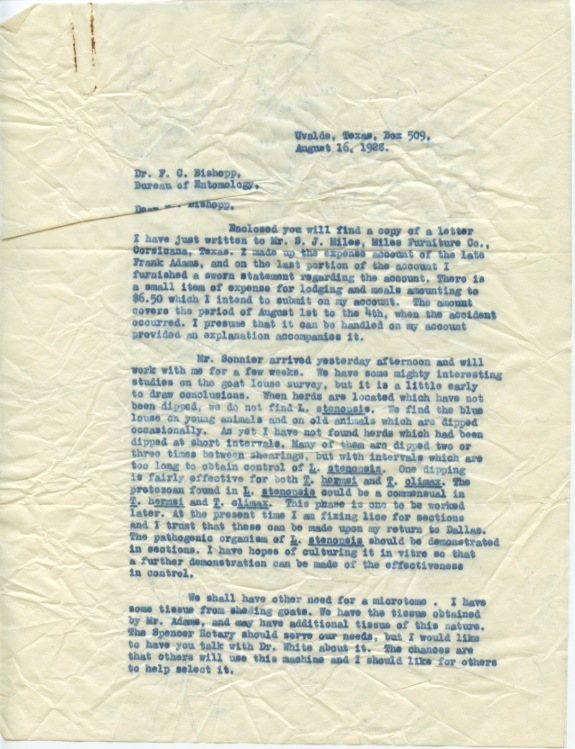 Uvalde, Texas, Box 509,
August 16, 1928.
Dr. F. C. Bishopp,
Bureau of Entomology,
Dear Bishopp,
Enclosed you will find a copy of a letter
I have just written to Mr. S. J. Miles, Miles Furniture Co.,
Corsicana, Texas. I made up the expense account of the late
Frank Adams, and on the last portion of the account I
furnished a sworn statement regarding the account. There is
a small item of expense for lodging and meals amounting to
$6.50 which I intend to submit on my account. The amount
covers the period of August 1st to the 4th, when the accident
occurred. I presume that it can be handled on my account
provided an explanation accompanies it.
Mr. Sonnier arrived yesterday afternoon and will
work with me for a few weeks. We have some mighty interesting
studies on the goat louse survey, but it is a little early
to draw conclusions. When herds are located which have not
been dipped, we do not find L. stenopsis. We find the blue
louse on young animals and on old animals which are dipped
occasionally. As yet I have not found herds which had been
dipped at short intervals. Many of them are dipped two or
three times between shearings, but with intervals which are
too long to obtain control of L. stenopsis. One dipping
is fairly effective for both T. hermsi and T. climax. The
protozoan found in L. stenopsis could be a commensual in
T. hermsi and T. climax. This phase is one to be worked
later. At the present time I am fixing lice for sections
and I trust that these can be made upon my return to Dallas.
The pathogenic organism of L. stenopsis should be demonstrated
in sections. I have hopes of culturing it in vitro so that
a further demonstration can be made of the effectiveness
in control.
We shall have other need for a microtome . I have
some tissue from sheding goats. We have the tissue obtained
by Mr. Adams, and may have additional tissue of this nature.
The Spencer Rotary should serve our needs, but I would like
to have you talk with Dr. White about it. The chances are
that others will use this machine and I should like for others
to help select it.